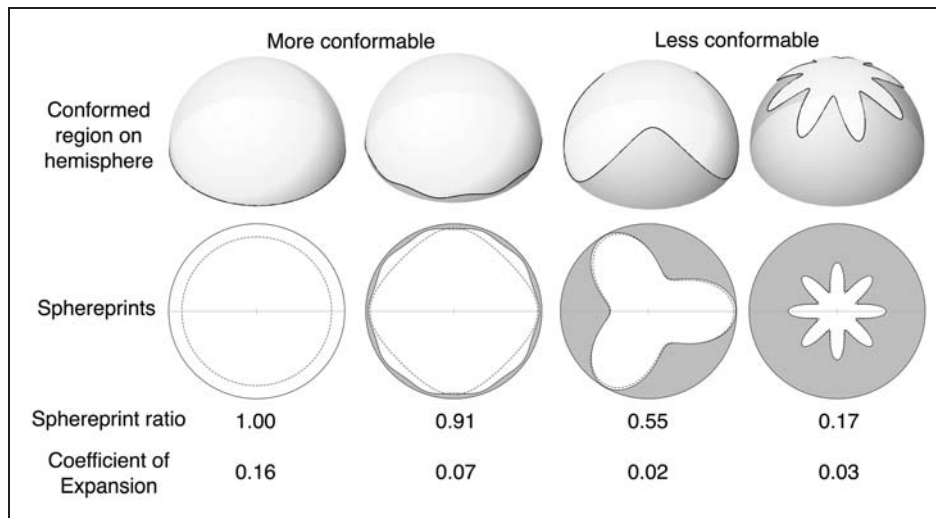 More conformable
Less conformable
Conformed
region on
hemisphere
Sphereprints
Sphereprint ratio
1.00
0.91
0.55
0.17
Coefficient of
Expansion
0.16
0.07
0.02
0.03